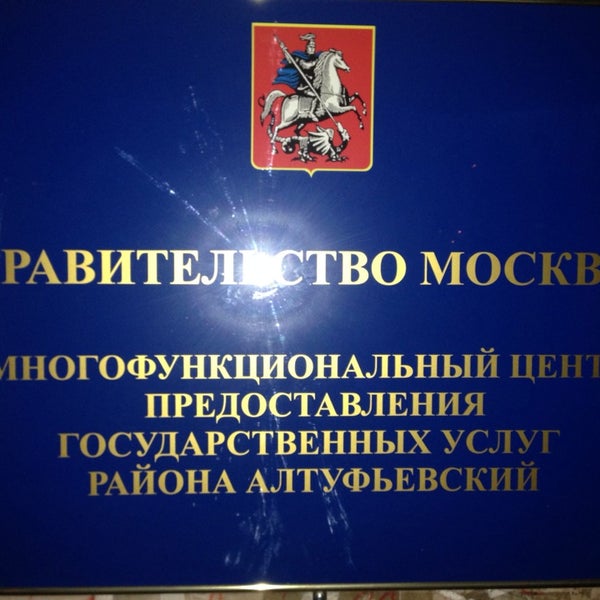 РАВИТЕЛЬСТВО МОСКВ
МНОГОФУНКЦИОНАЛЬНЫЙ ЦЕНТ
ПРЕДОСТАВЛЕНИЯ
ГОСУДАРСТВЕННЫХ УСЛУГ
РАЙОНА АЛТУФЬЕВСКИЙ